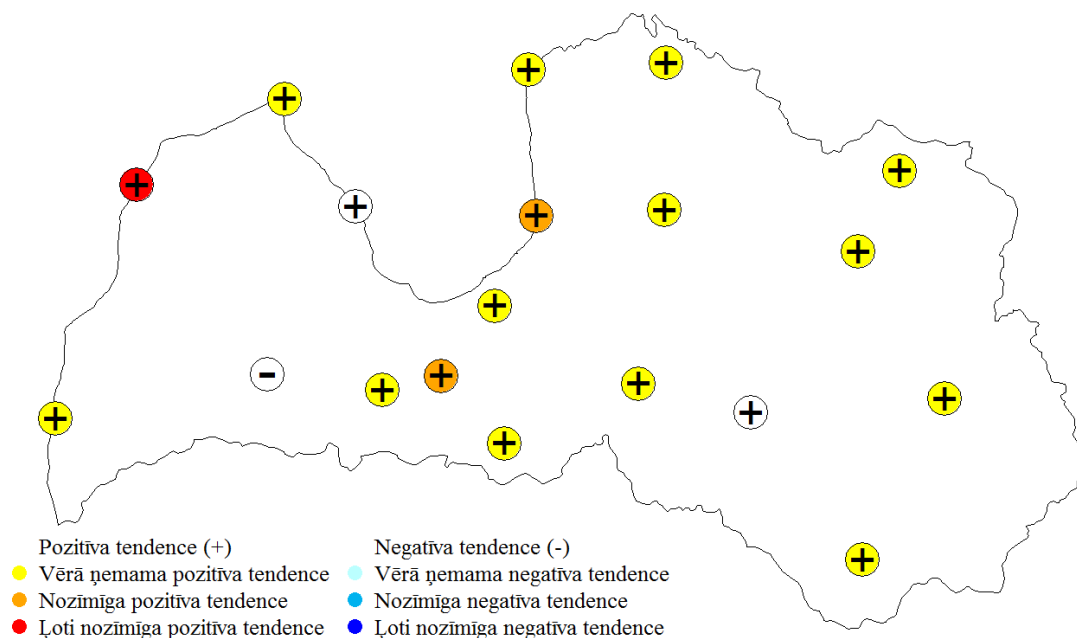 Pozitīva tendence (+)
Vērā ņemama pozitīva tendence
Nozīmīga pozitīva tendence
Ļoti nozīmīga pozitīva tendence
Negatīva tendence (-)
Vērā ņemama negatīva tendence
Nozīmīga negatīva tendence
Ļoti nozīmīga negatīva tendence